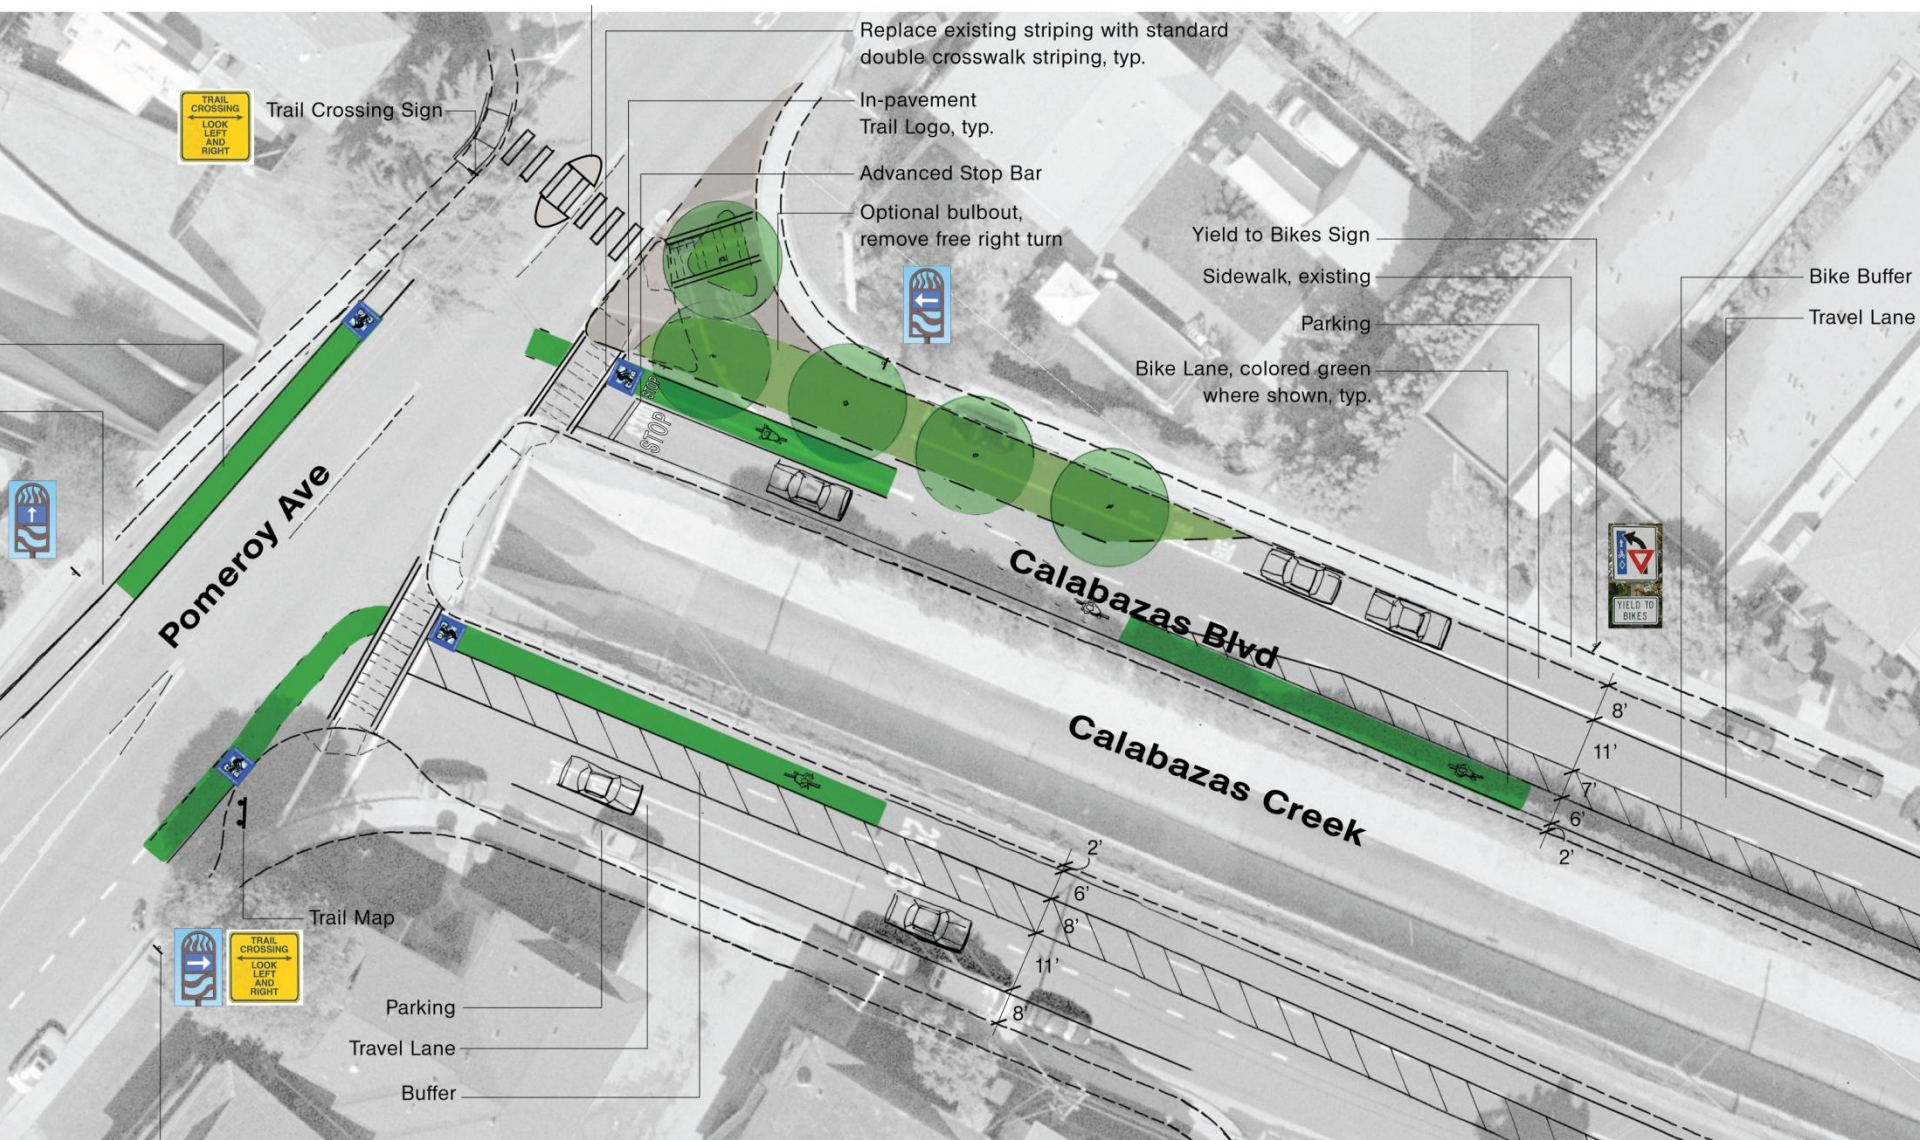 Replace existing striping with standard
double crosswalk striping, typ.
TRAIL
CROSSING
LOOK
LEFT
AND
RIGHT
Trail Crossing Sign
In-pavement
Trail Logo, typ.
Advanced Stop Bar
Optional bulbout,
remove free right turn
Yield to Bikes Sign
Sidewalk, existing
Parking
Bike Lane, colored green
where shown, typ.
Bike Buffer
Travel Lane
STOP
STOP
Pomeroy Ave
Calabazas Blvd
Calabazas Creek
YIELD TO
BIKES
8’
11’
7’
6’
2’
2’
6’
8’
11’
8’
25
Trail Map
TRAIL
CROSSING
LOOK
LEFT
AND
RIGHT
Parking
Travel Lane
Buffer